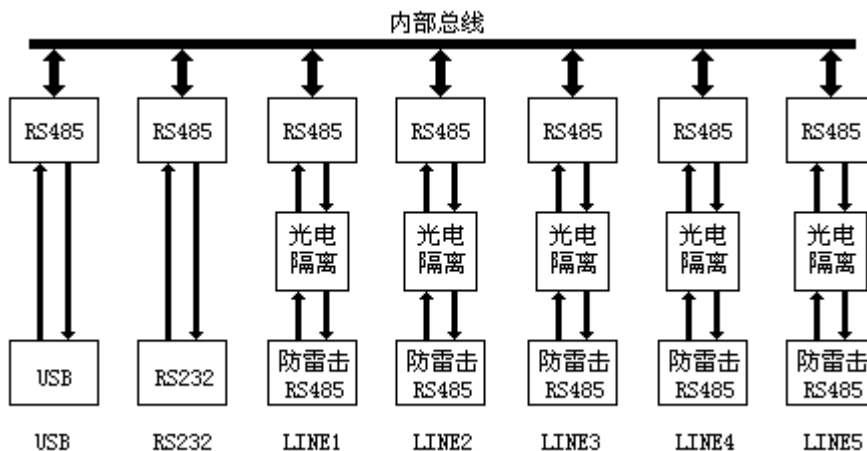 内部总线
RS485 RS485 RS485 RS485 RS485 RS485 RS485
光电 光电 光电 光电 光电
隔离 隔离 隔离 隔离 隔离
防雷击 防雷击 防雷击 防雷击 防雷击
USB RS232 RS485 RS485 RS485 RS485 RS485
USB RS232 LINE1 LINE2 LINE3 LINE4 LINE5